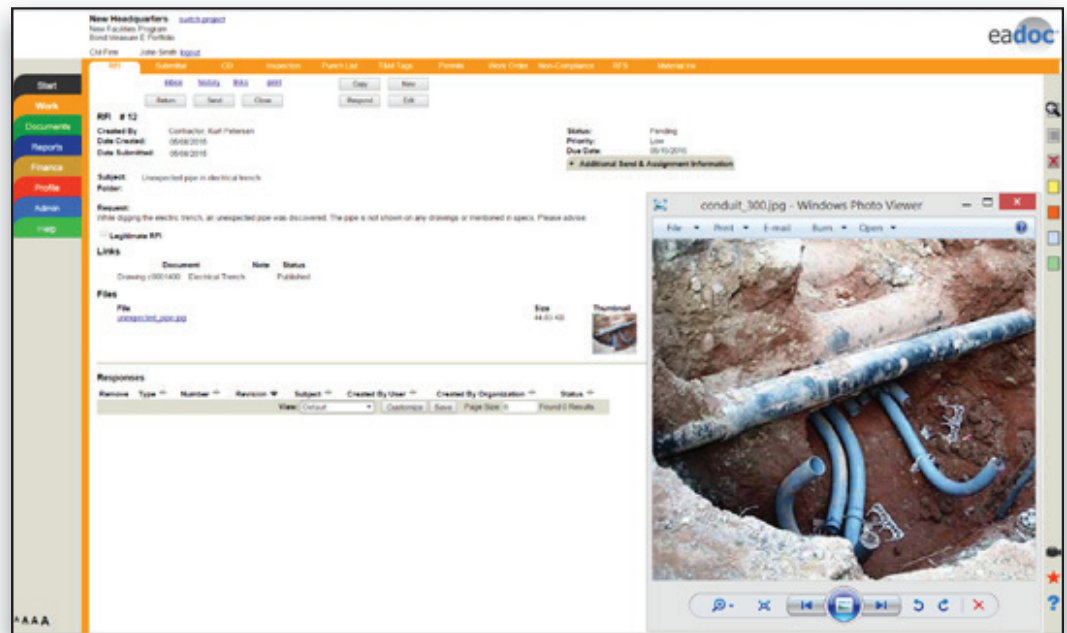 New Headquarters switch project
New Facilities Program
Bond Measure E Portfolio
CM Firm John Smith logout
eadoc
RFI Submittal CD Inspection Punch List T&M Tags Permits Work Order Non-Compliance RFS Material Inv
Start
Work
Documents
Reports
Finance
Profile
Admin
Help
inbox history links print Copy New
Return Send Close Respond Edit
RFI # 12
Created By Contractor, Kurt Petersen
Date Created: 05/08/2015
Date Submitted: 05/08/2015
Status: Pending
Priority: Low
Due Date: 05/15/2015
Additional Send & Assignment Information
Subject: Unexpected pipe in electrical trench
Folder:
Request:
While digging the electric trench, an unexpected pipe was discovered. The pipe is not shown on any drawings or mentioned in specs. Please advise.
Legitimate RFI
Links
Document Note Status
Drawing c0001400 Electrical Trench Published
Files
File Size Thumbnail
unexpected_pipe.jpg 44.63 KB
Responses
Remove Type Number Revision Subject Created By User Created By Organization Status
View: Default Customize Save Page Size: Found 0 Results
conduit_300.jpg - Windows Photo Viewer
File Print E-mail Burn Open
AAAA